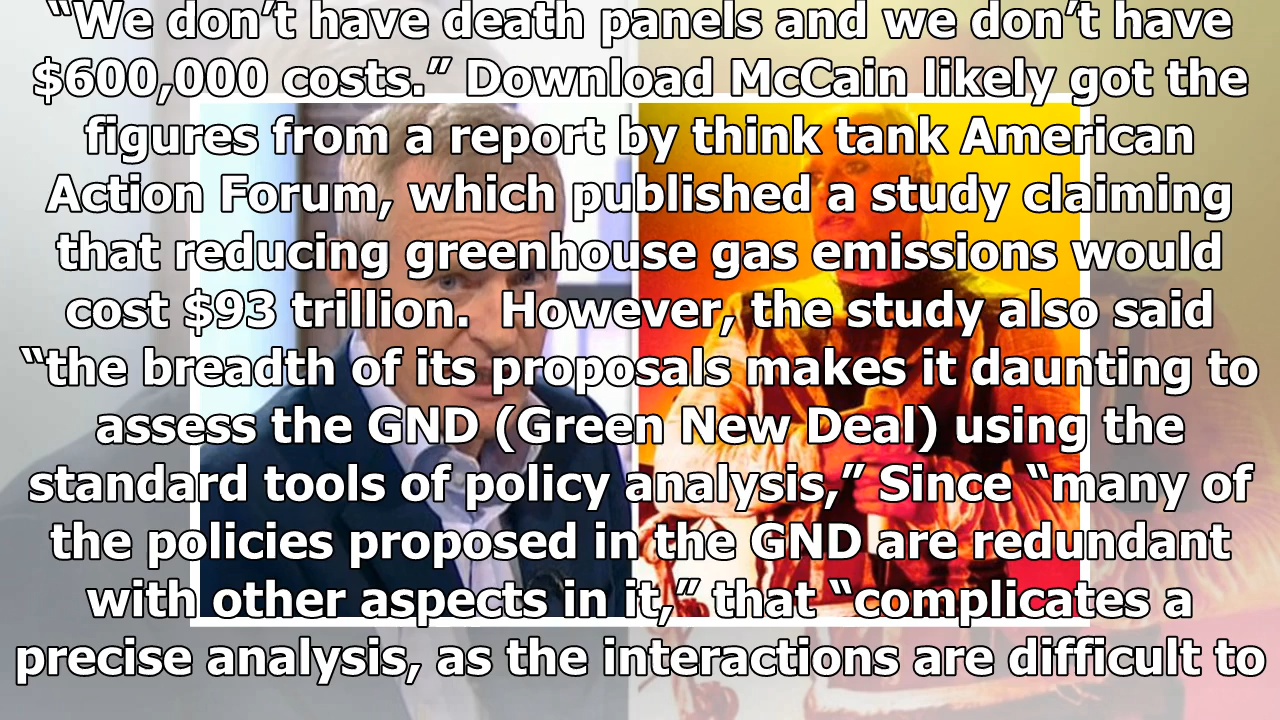 “We don’t have death panels and we don’t have
$600,000 costs.” Download McCain likely got the
figures from a report by think tank American
Action Forum, which published a study claiming
that reducing greenhouse gas emissions would
cost $93 trillion.  However, the study also said
“the breadth of its proposals makes it daunting to
assess the GND (Green New Deal) using the
standard tools of policy analysis,” Since “many of
the policies proposed in the GND are redundant
with other aspects in it,” that “complicates a
precise analysis, as the interactions are difficult to